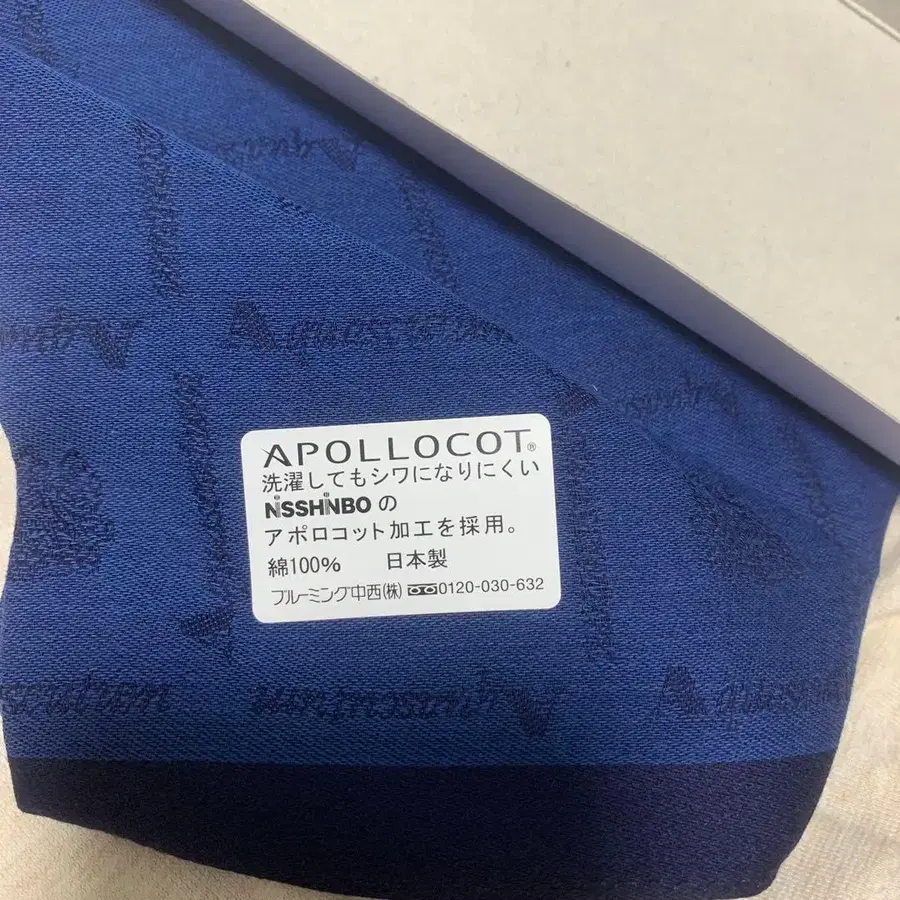 Aquascutum
APOLLOCOT®
洗濯してもシワになりにくい
NISSHINBO の
アポロコット加工を採用。
綿100% 日本製
ブルーミング中西(株) 0120-030-632
Aquascutum